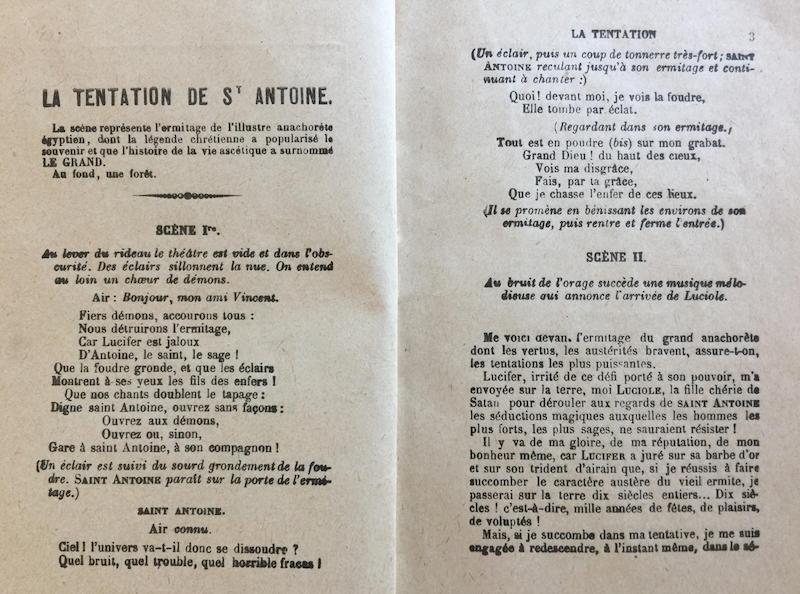 LA TENTATION DE S^T ANTOINE.
La scène représente l'ermitage de l'illustre anachorète
égyptien, dont la légende chrétienne a popularisé le
souvenir et que l'histoire de la vie ascétique a surnommé
LE GRAND.
Au fond, une forêt.
SCÈNE I^re.
Au lever du rideau le théâtre est vide et dans l'obs-
curité. Des éclairs sillonnent la nue. On entend
au loin un chœur de démons.
Air : Bonjour, mon ami Vincent.
Fiers démons, accourons tous :
Nous détruirons l'ermitage,
Car Lucifer est jaloux
D'Antoine, le saint, le sage !
Que la foudre gronde, et que les éclairs
Montrent à ses yeux les fils des enfers !
Que nos chants doublent le tapage :
Digne saint Antoine, ouvrez sans façons :
Ouvrez aux démons,
Ouvrez ou, sinon,
Gare à saint Antoine, à son compagnon !
(Un éclair est suivi du sourd grondement de la fou-
dre. SAINT ANTOINE paraît sur la porte de l'ermi-
tage.)
SAINT ANTOINE.
Air connu.
Ciel ! l'univers va-t-il donc se dissoudre ?
Quel bruit, quel trouble, quel horrible fracas !
LA TENTATION 3
(Un éclair, puis un coup de tonnerre très-fort ; SAINT
ANTOINE reculant jusqu'à son ermitage et conti-
nuant à chanter :)
Quoi ! devant moi, je vois la foudre,
Elle tombe par éclat.
(Regardant dans son ermitage.)
Tout est en poudre (bis) sur mon grabat.
Grand Dieu ! du haut des cieux,
Vois ma disgrâce,
Fais, par ta grâce,
Que je chasse l'enfer de ces lieux.
(Il se promène en bénissant les environs de son
ermitage, puis rentre et ferme l'entrée.)
SCÈNE II.
Au bruit de l'orage succède une musique mélo-
dieuse qui annonce l'arrivée de Luciole.
Me voici devan. l'ermitage du grand anachorète
dont les vertus, les austérités bravent, assure-t-on,
les tentations les plus puissantes.
Lucifer, irrité de ce défi porté à son pouvoir, m'a
envoyée sur la terre, moi LUCIOLE, la fille chérie de
Satan pour dérouler aux regards de SAINT ANTOINE
les séductions magiques auxquelles les hommes les
plus forts, les plus sages, ne sauraient résister !
Il y va de ma gloire, de ma réputation, de mon
bonheur même, car LUCIFER a juré sur sa barbe d'or
et sur son trident d'airain que, si je réussis à faire
succomber le caractère austère du vieil ermite, je
passerai sur la terre dix siècles entiers... Dix siè-
cles ! c'est-à-dire, mille années de fêtes, de plaisirs,
de voluptés !
Mais, si je succombe dans ma tentative, je me suis
engagée à redescendre, à l'instant même, dans le sé-